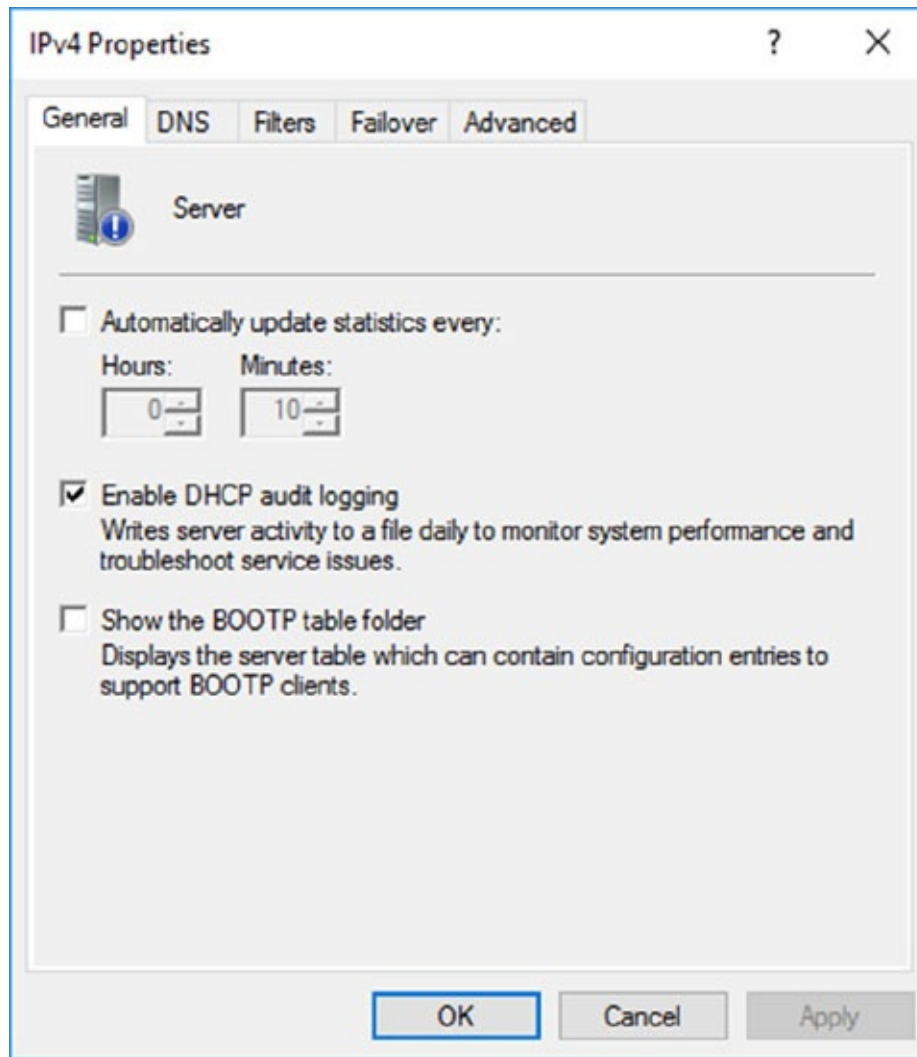 IPv4 Properties ?
General DNS Filters Failover Advanced
Server
Automatically update statistics every:
Hours: Minutes:
0 10
Enable DHCP audit logging
Writes server activity to a file daily to monitor system performance and
troubleshoot service issues.
Show the BOOTP table folder
Displays the server table which can contain configuration entries to
support BOOTP clients.
OK Cancel Apply